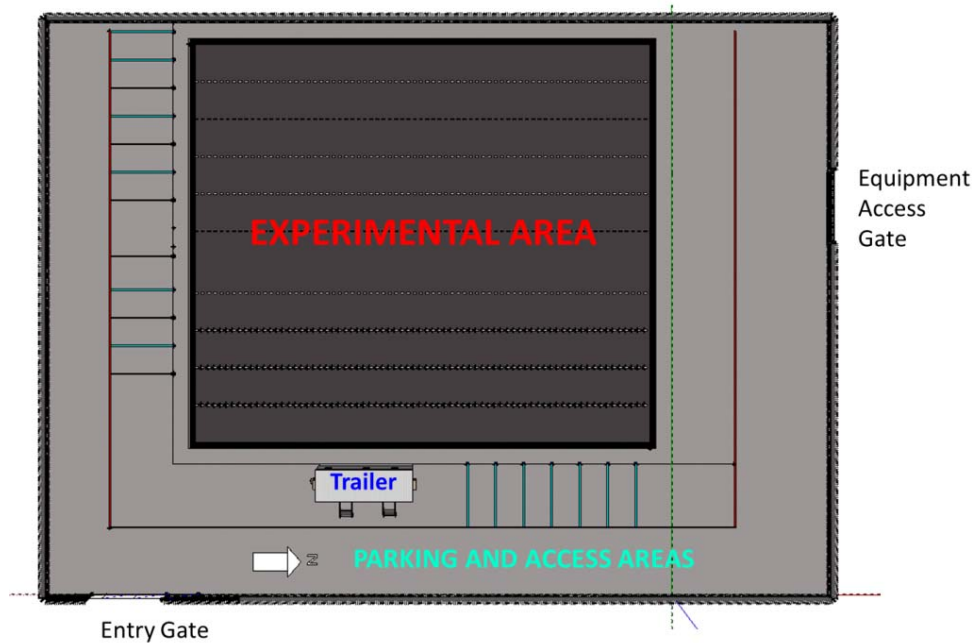 EXPERIMENTAL AREA
Equipment
Access
Gate
Trailer
N
PARKING AND ACCESS AREAS
Entry Gate